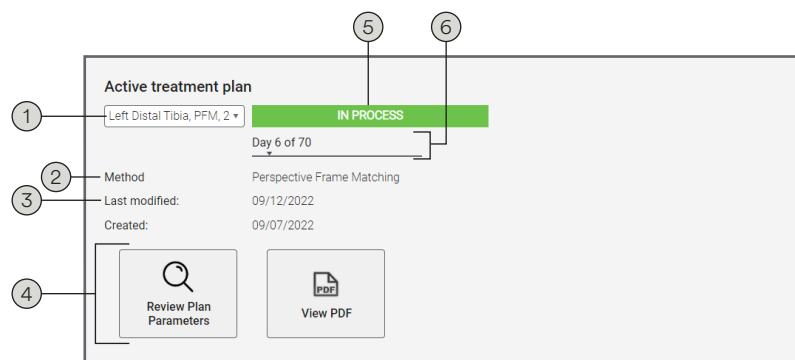 5
6
Active treatment plan
1
Left Distal Tibia, PFM, 2
IN PROCESS
Day 6 of 70
2
Method
Perspective Frame Matching
3
Last modified:
09/12/2022
Created:
09/07/2022
4
Review Plan
Parameters
PDF
View PDF